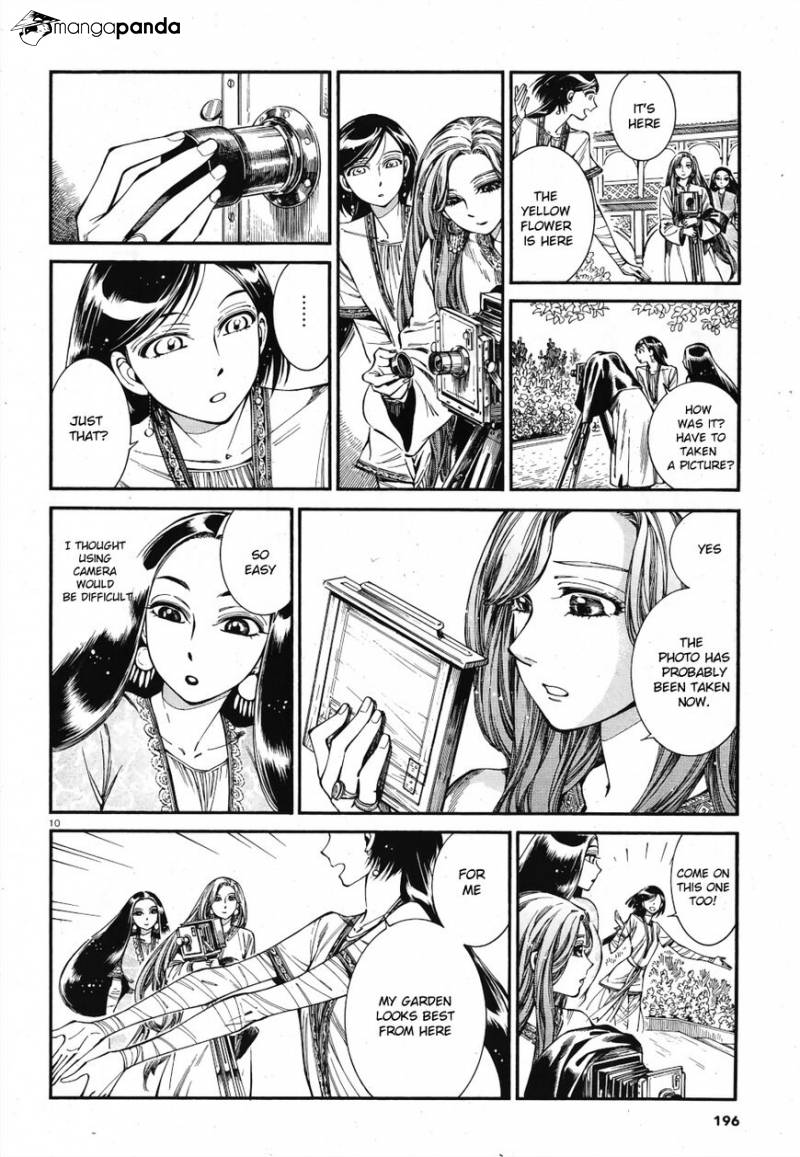 mangapanda
IT'S
HERE
THE
YELLOW
FLOWER
IS HERE
HOW
WAS IT?
HAVE TO
TAKEN
A PICTURE?
......
JUST
THAT?
YES
THE
PHOTO HAS
PROBABLY
BEEN TAKEN
NOW.
SO
EASY
I THOUGHT
USING
CAMERA
WOULD
BE DIFFICULT
10
COME ON
THIS ONE
TOO!
FOR
ME
MY GARDEN
LOOKS BEST
FROM HERE
196